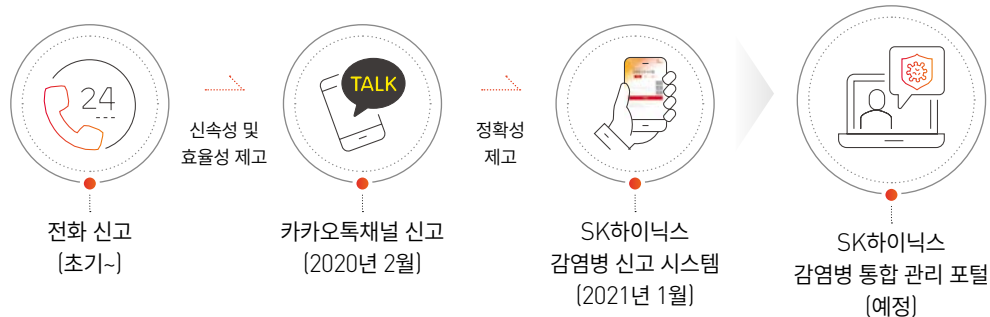 24
전화 신고
(초기~)
신속성 및
효율성 제고
TALK
카카오톡채널 신고
(2020년 2월)
정확성
제고
SK하이닉스
감염병 신고 시스템
(2021년 1월)
SK하이닉스
감염병 통합 관리 포털
(예정)